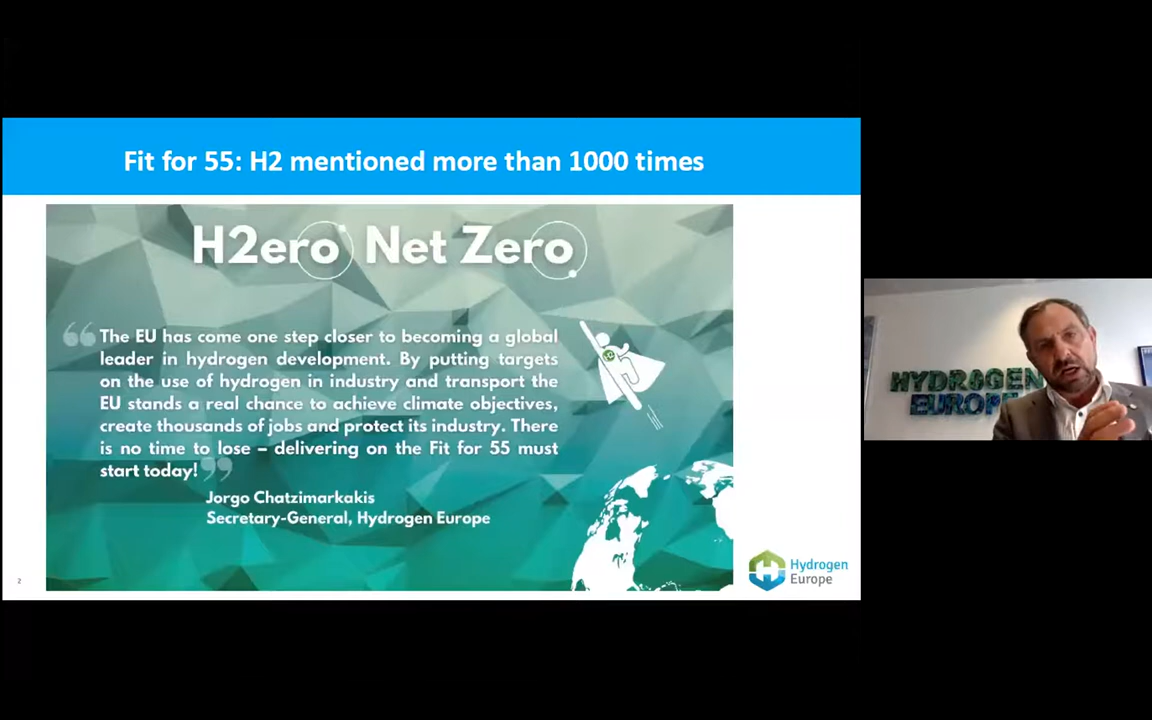 Fit for 55: H2 mentioned more than 1000 times
H2ero Net Zero
“ The EU has come one step closer to becoming a global
leader in hydrogen development. By putting targets
on the use of hydrogen in industry and transport the
EU stands a real chance to achieve climate objectives,
create thousands of jobs and protect its industry. There
is no time to lose – delivering on the Fit for 55 must
start today! ”
Jorgo Chatzimarkakis
Secretary-General, Hydrogen Europe
2
Hydrogen
Europe
HYDROGEN
EUROPE